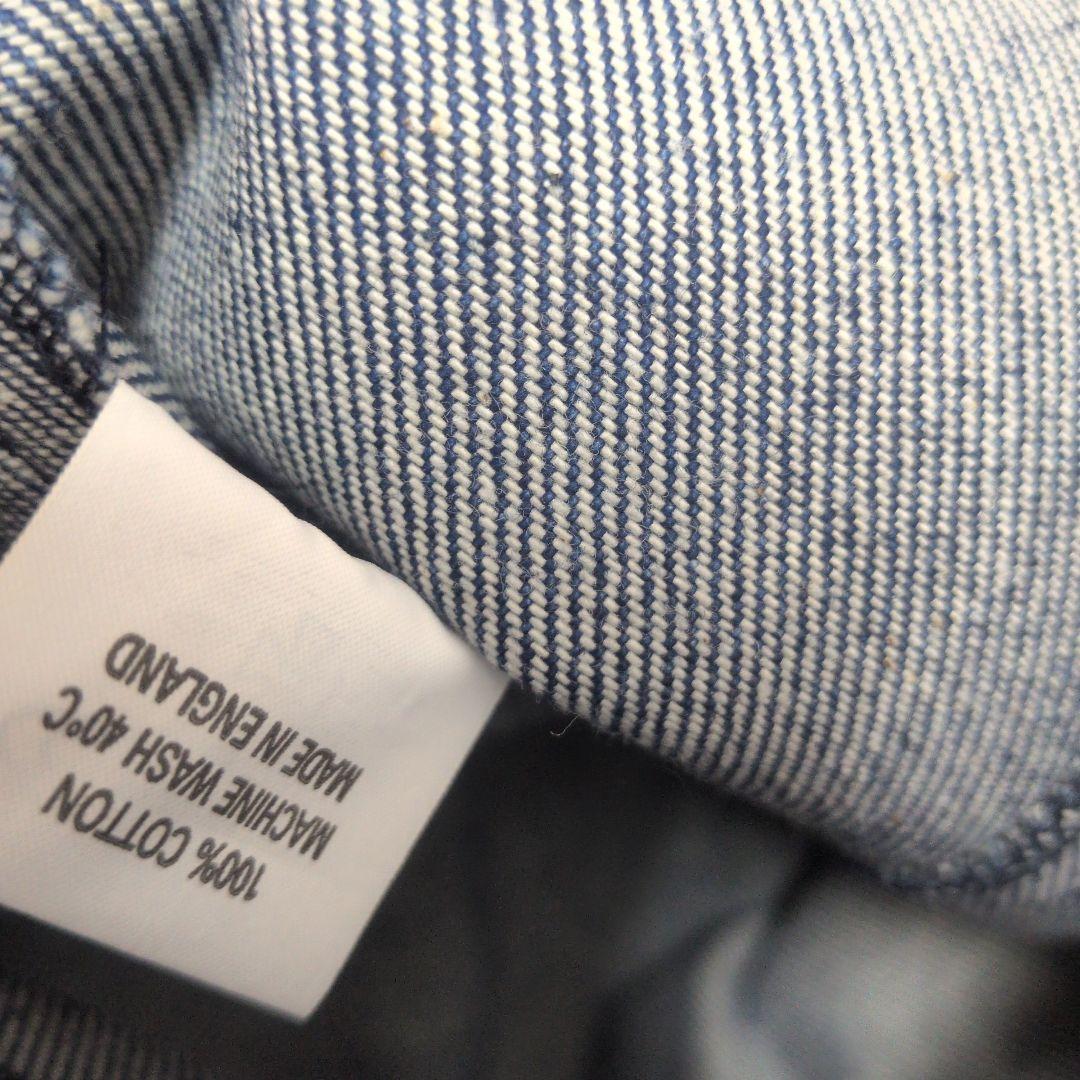 100% COTTON
MACHINE WASH 40°C
MADE IN ENGLAND